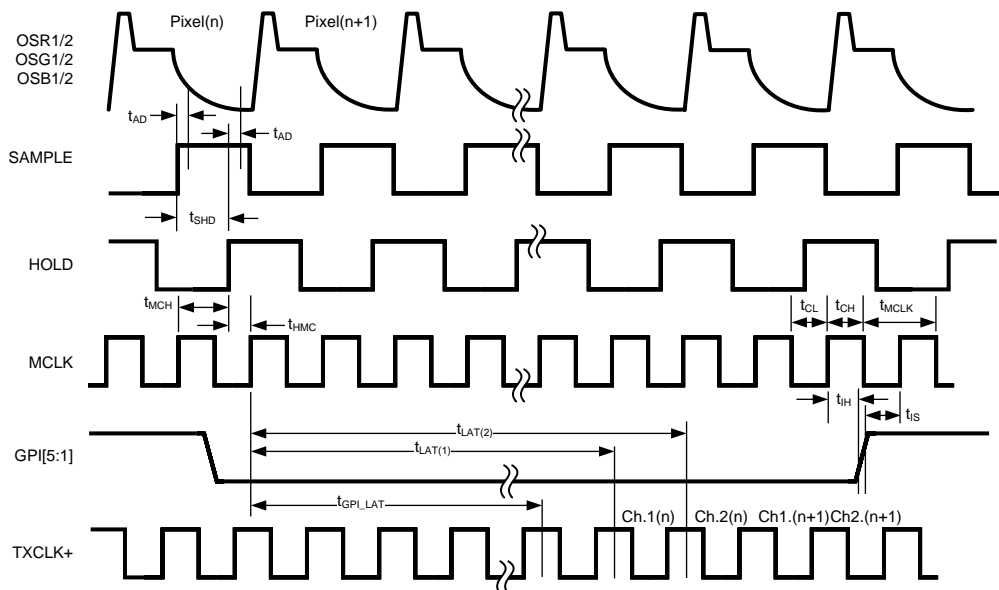 Pixel(n) Pixel(n+1)
OSR1/2
OSG1/2
OSB1/2
tAD
tAD
SAMPLE
tSHD
HOLD
tMCH
tHMC
tCL
tCH
tMCLK
MCLK
tIH
tIS
tLAT(2)
GPI[5:1]
tLAT(1)
tGPI_LAT
Ch.1(n) Ch.2(n) Ch1.(n+1) Ch2.(n+1)
TXCLK+